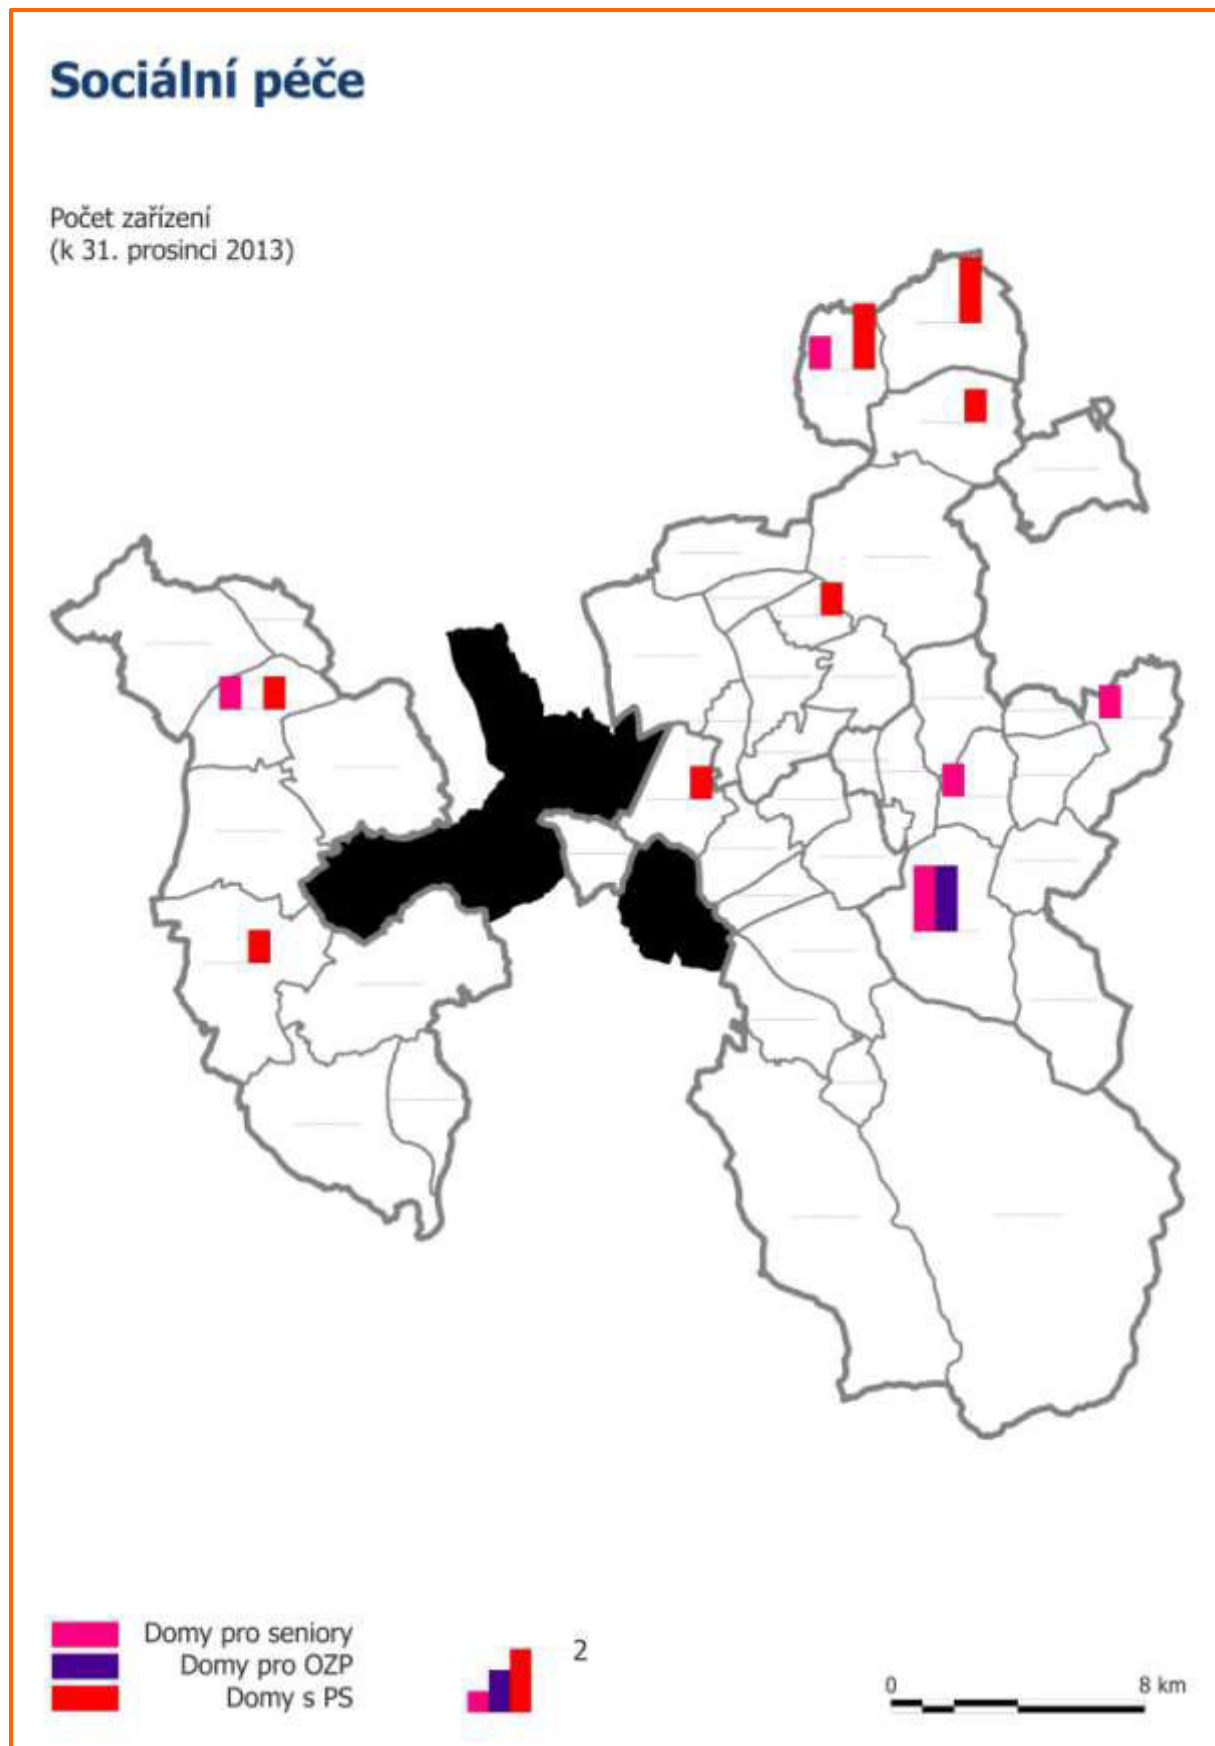 Sociální péče
Počet zařízení
(k 31. prosinci 2013)
Domy pro seniory
Domy pro OZP
Domy s PS
2
0
8 km